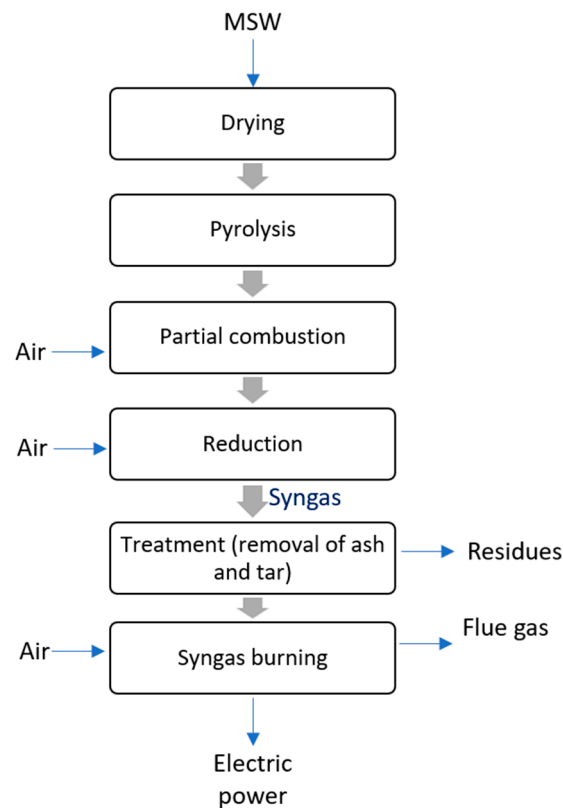 MSW
Drying
Pyrolysis
Partial combustion
Air
Reduction
Air
Syngas
Treatment (removal of ash
and tar)
Residues
Flue gas
Air
Syngas burning
Electric
power